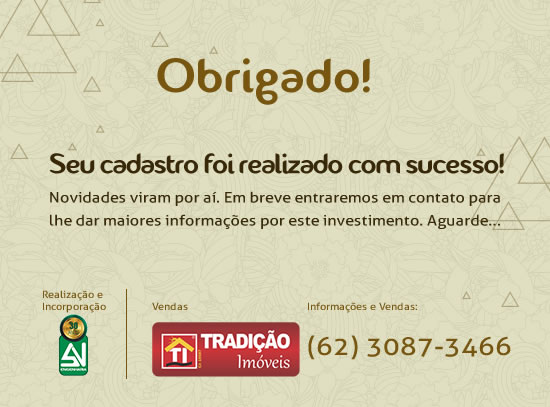 Obrigado!
Seu cadastro foi realizado com sucesso!
Novidades viram por aí. Em breve entraremos em contato para
lhe dar maiores informações por este investimento. Aguarde...
Realização e
Incorporação
Vendas
Informações e Vendas:
30
TI
TRADIÇÃO
Imóveis
(62) 3087-3466